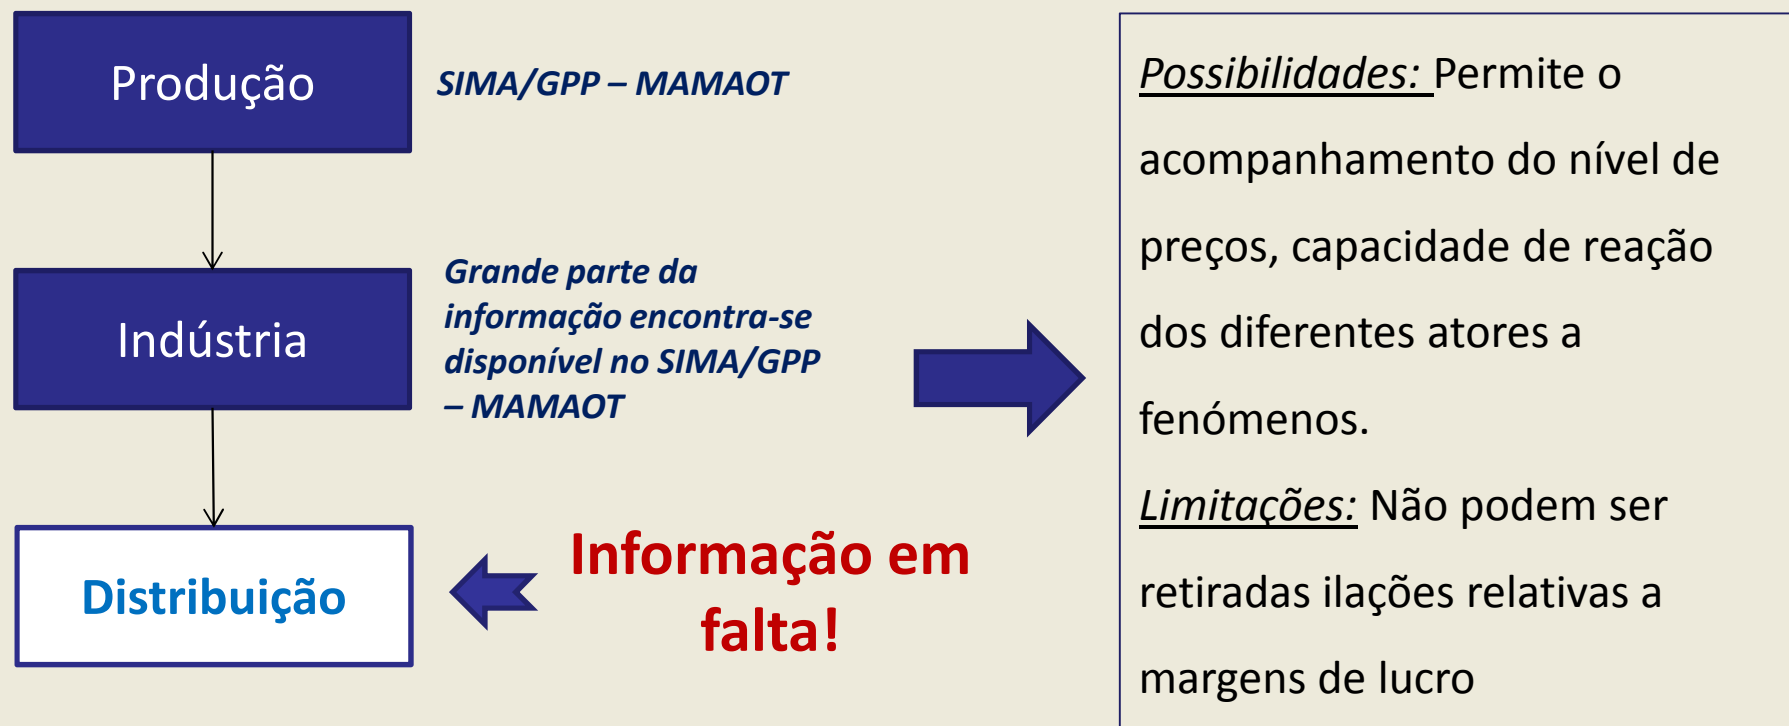 Produção
SIMA/GPP – MAMAOT
Grande parte da
informação encontra-se
disponível no SIMA/GPP
– MAMAOT
Indústria
Distribuição
Informação em
falta!
Possibilidades: Permite o
acompanhamento do nível de
preços, capacidade de reação
dos diferentes atores a
fenómenos.
Limitações: Não podem ser
retiradas ilações relativas a
margens de lucro